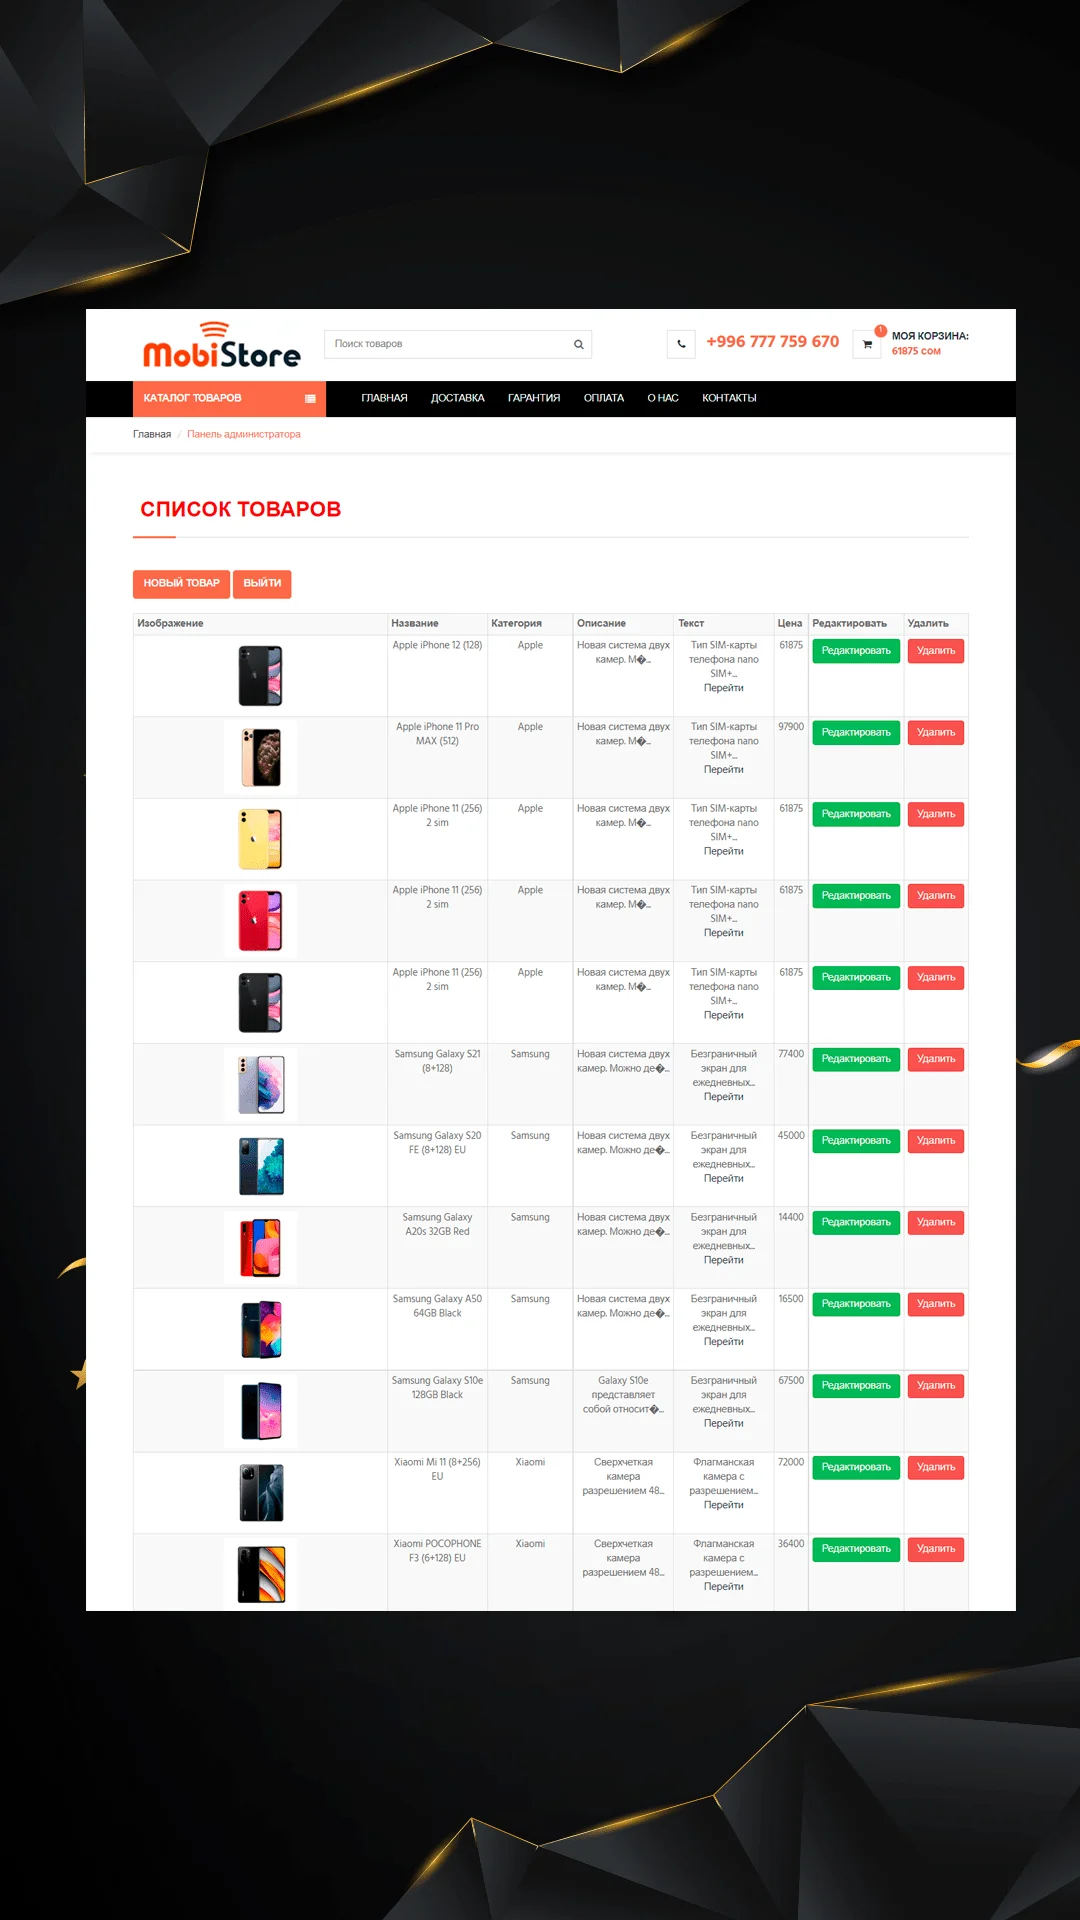 MobiStore
Поиск товаров
+996 777 759 670
1
МОЯ КОРЗИНА:
61875 сом
КАТАЛОГ ТОВАРОВ
ГЛАВНАЯ ДОСТАВКА ГАРАНТИЯ ОПЛАТА О НАС КОНТАКТЫ
Главная / Панель администратора
СПИСОК ТОВАРОВ
НОВЫЙ ТОВАР ВЫЙТИ
Изображение Название Категория Описание Текст Цена Редактировать Удалить
Apple iPhone 12 (128) Apple Новая система двух Тип SIM-карты 61875 Редактировать Удалить
камер. М�... телефона nano
SIM+...
Перейти
Apple iPhone 11 Pro Apple Новая система двух Тип SIM-карты 97900 Редактировать Удалить
MAX (512) камер. М�... телефона nano
SIM+...
Перейти
Apple iPhone 11 (256) Apple Новая система двух Тип SIM-карты 61875 Редактировать Удалить
2 sim камер. М�... телефона nano
SIM+...
Перейти
Apple iPhone 11 (256) Apple Новая система двух Тип SIM-карты 61875 Редактировать Удалить
2 sim камер. М�... телефона nano
SIM+...
Перейти
Apple iPhone 11 (256) Apple Новая система двух Тип SIM-карты 61875 Редактировать Удалить
2 sim камер. М�... телефона nano
SIM+...
Перейти
Samsung Galaxy S21 Samsung Новая система двух Безграничный 77400 Редактировать Удалить
(8+128) камер. Можно де�... экран для
ежедневных...
Перейти
Samsung Galaxy S20 Samsung Новая система двух Безграничный 45000 Редактировать Удалить
FE (8+128) EU камер. Можно де�... экран для
ежедневных...
Перейти
Samsung Galaxy Samsung Новая система двух Безграничный 14400 Редактировать Удалить
A20s 32GB Red камер. Можно де�... экран для
ежедневных...
Перейти
Samsung Galaxy A50 Samsung Новая система двух Безграничный 16500 Редактировать Удалить
64GB Black камер. Можно де�... экран для
ежедневных...
Перейти
Samsung Galaxy S10e Samsung Galaxy S10e Безграничный 67500 Редактировать Удалить
128GB Black представляет экран для
собой относит�... ежедневных...
Перейти
Xiaomi Mi 11 (8+256) Xiaomi Сверхчеткая Флагманская 72000 Редактировать Удалить
EU камера камера с
разрешением 48... разрешением...
Перейти
Xiaomi POCOPHONE Xiaomi Сверхчеткая Флагманская 36400 Редактировать Удалить
F3 (6+128) EU камера камера с
разрешением 48... разрешением...
Перейти